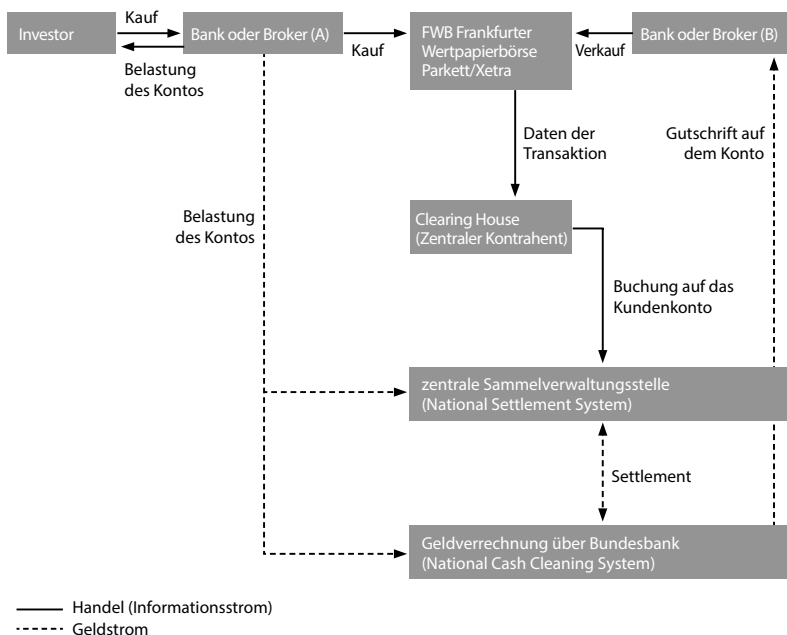 Kauf
Investor
Bank oder Broker (A)
Belastung
des Kontos
Kauf
FWB Frankfurter
Wertpapierbörse
Parkett/Xetra
Verkauf
Bank oder Broker (B)
Daten der
Transaktion
Gutschrift auf
dem Konto
Belastung
des Kontos
Clearing House
(Zentraler Kontrahent)
Buchung auf das
Kundenkonto
zentrale Sammelverwaltungsstelle
(National Settlement System)
Settlement
Geldverrechnung über Bundesbank
(National Cash Cleaning System)
Handel (Informationsstrom)
Geldstrom